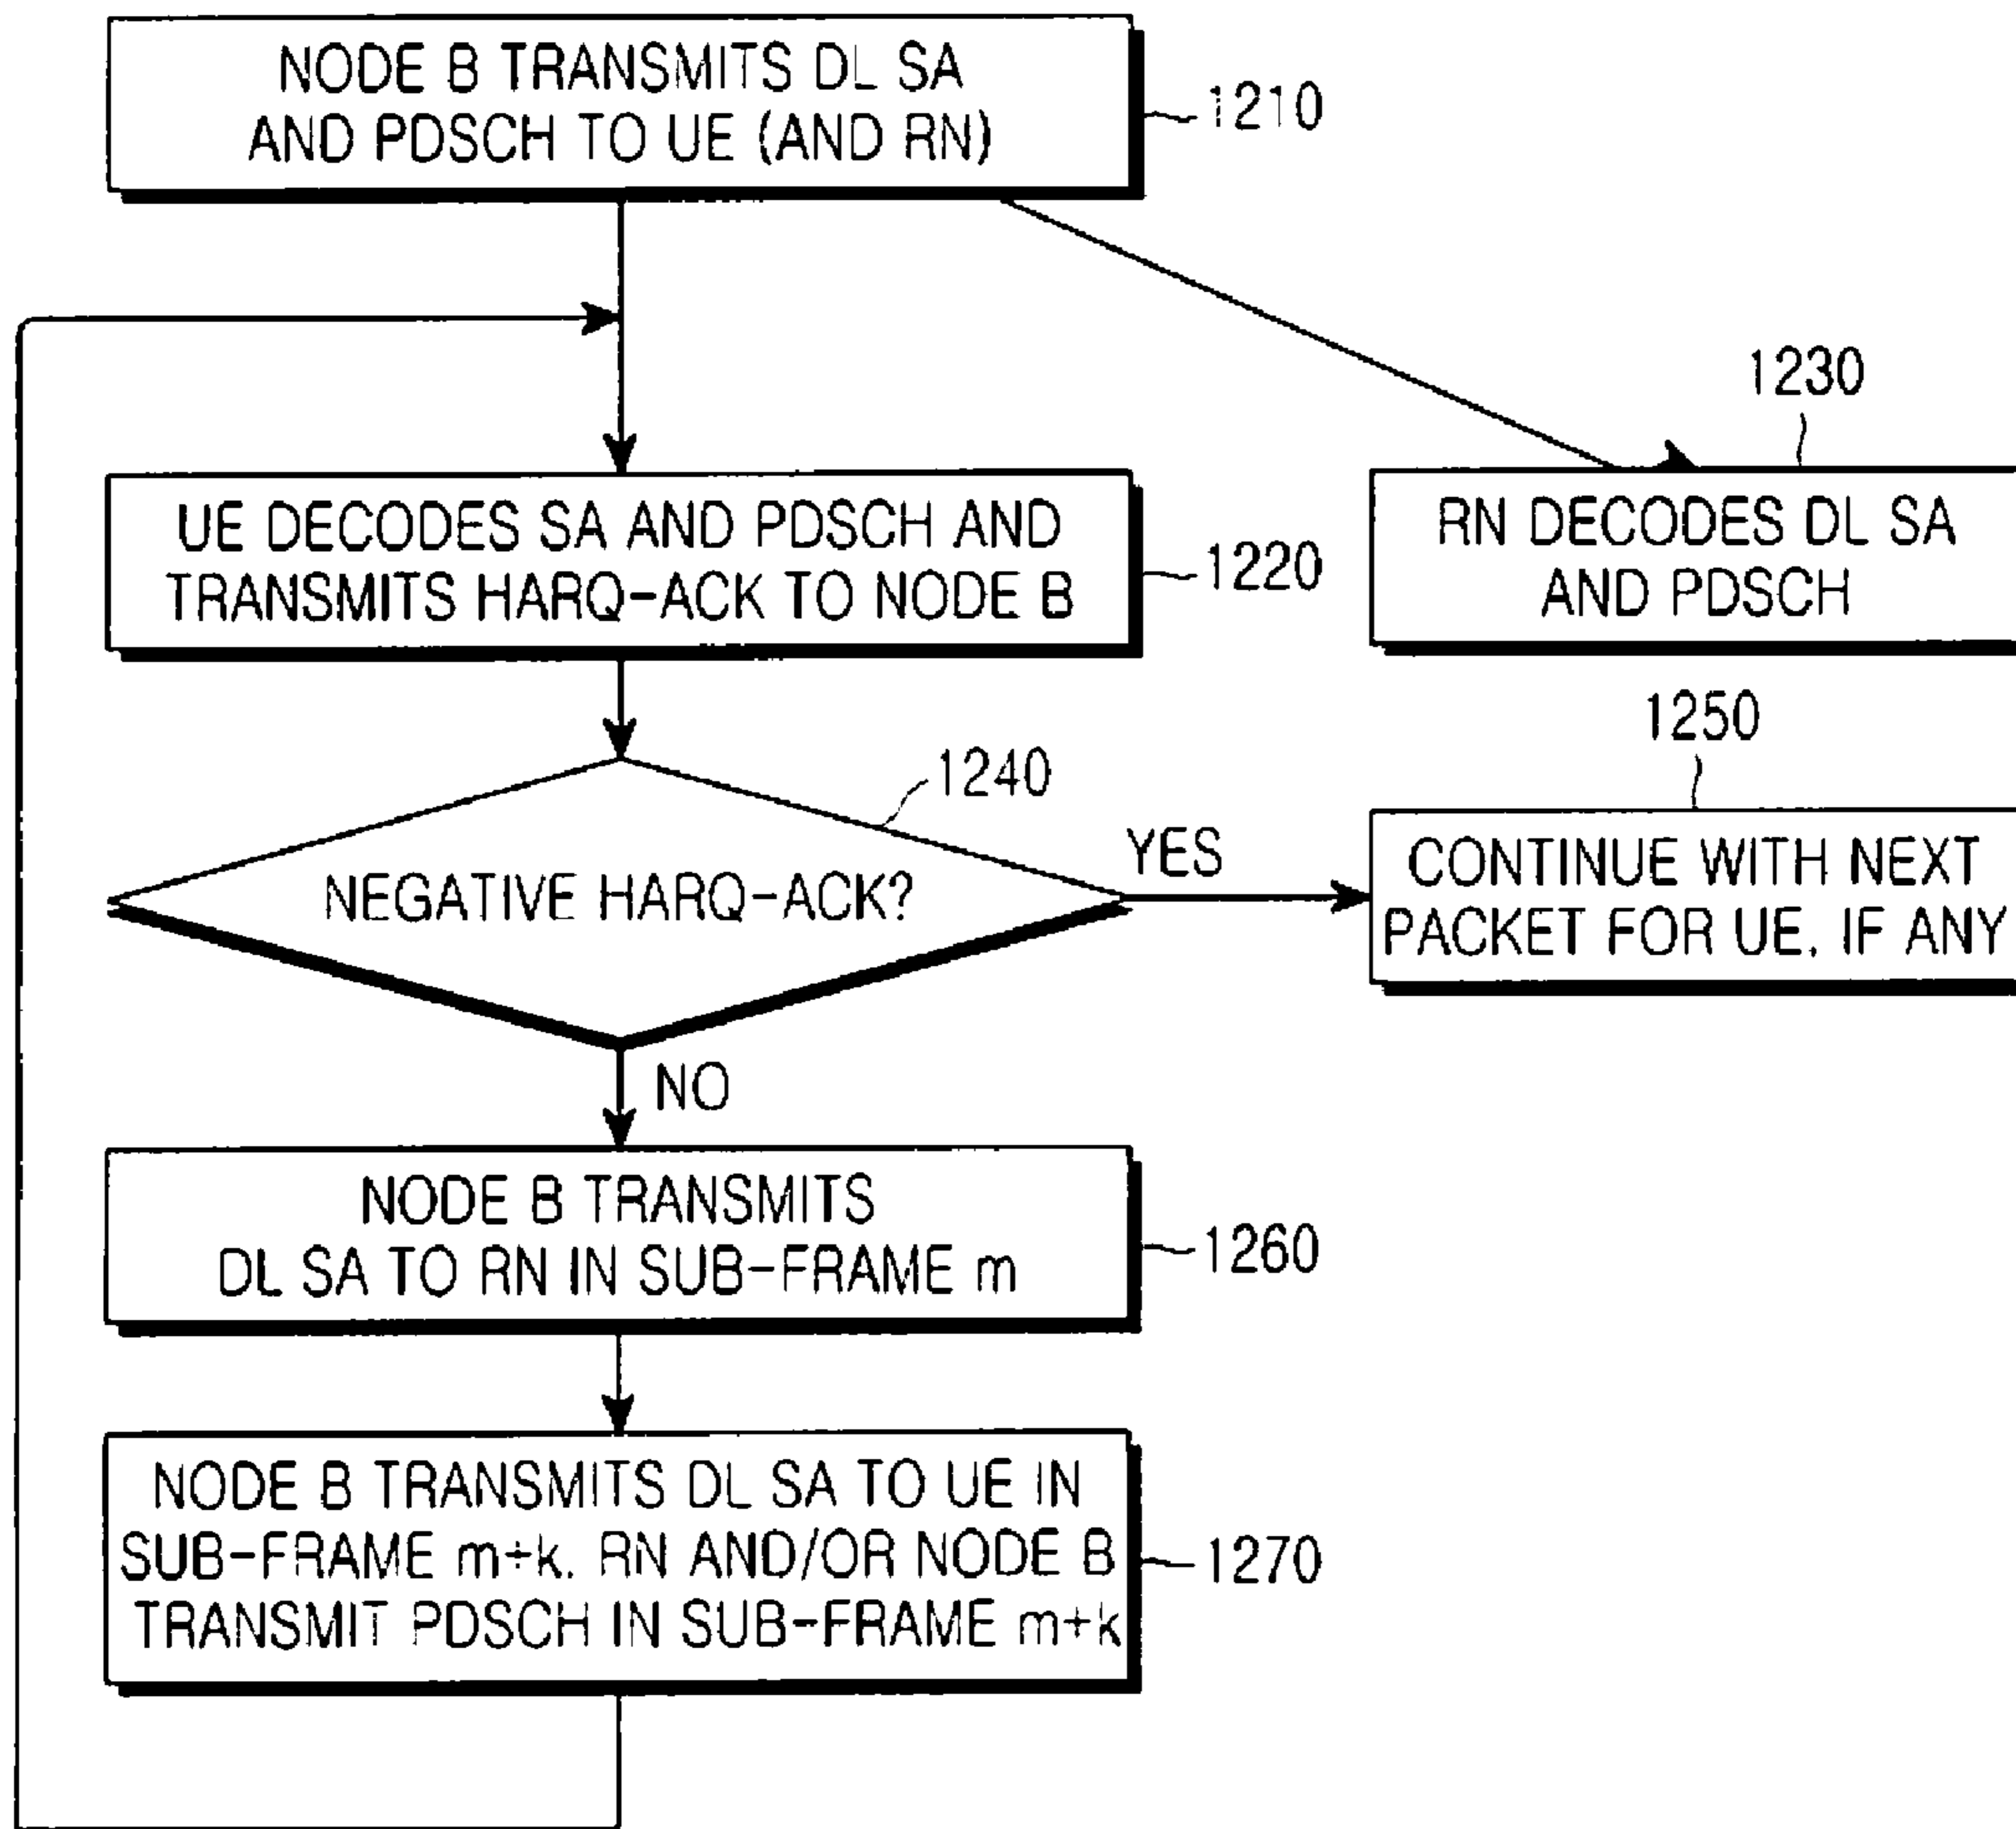 NODE B TRANSMITS DL SA
AND PDSCH TO UE (AND RN)
1210
1230
UE DECODES SA AND PDSCH AND
TRANSMITS HARQ-ACK TO NODE B
1220
RN DECODES DL SA
AND PDSCH
1250
1240
YES
NEGATIVE HARQ-ACK?
CONTINUE WITH NEXT
PACKET FOR UE, IF ANY
NO
NODE B TRANSMITS
DL SA TO RN IN SUB-FRAME m
1260
NODE B TRANSMITS DL SA TO UE IN
SUB-FRAME m+k. RN AND/OR NODE B
TRANSMIT PDSCH IN SUB-FRAME m+k
1270